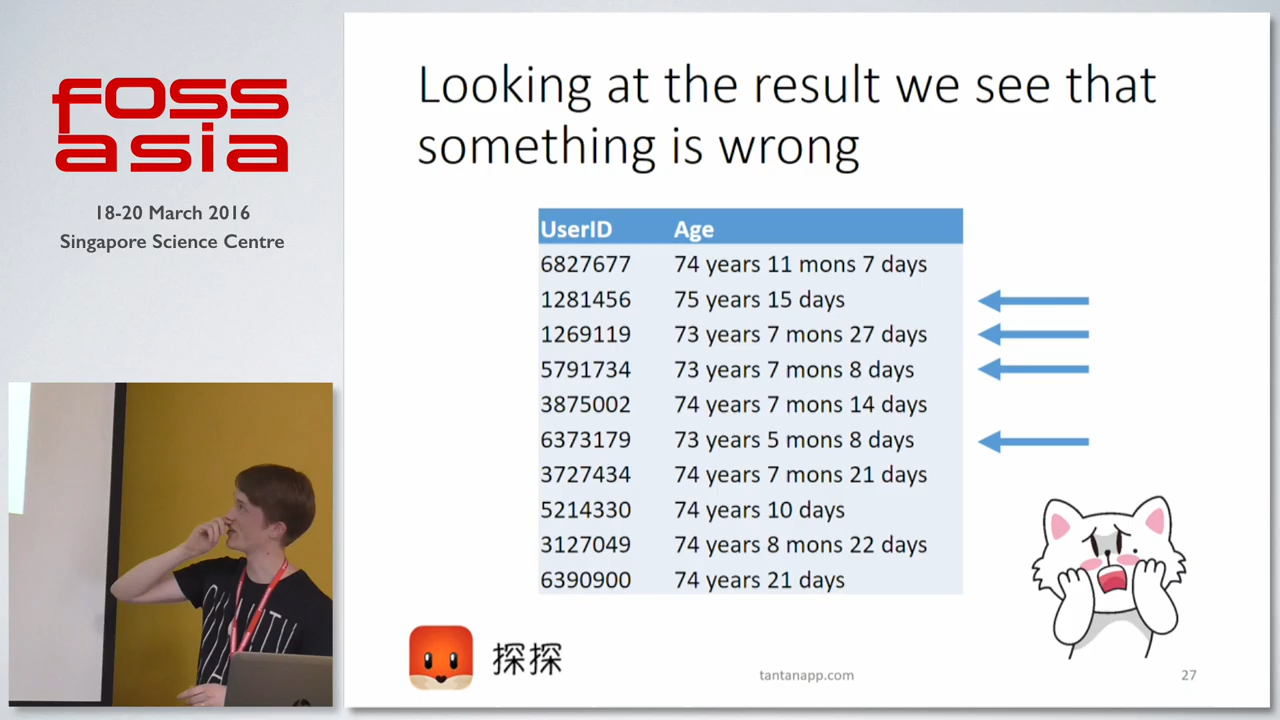 fOSS
asia
18-20 March 2016
Singapore Science Centre
Looking at the result we see that
something is wrong
UserID Age
6827677 74 years 11 mons 7 days
1281456 75 years 15 days
1269119 73 years 7 mons 27 days
5791734 73 years 7 mons 8 days
3875002 74 years 7 mons 14 days
6373179 73 years 5 mons 8 days
3727434 74 years 7 mons 21 days
5214330 74 years 10 days
3127049 74 years 8 mons 22 days
6390900 74 years 21 days
探探
tantanapp.com
27